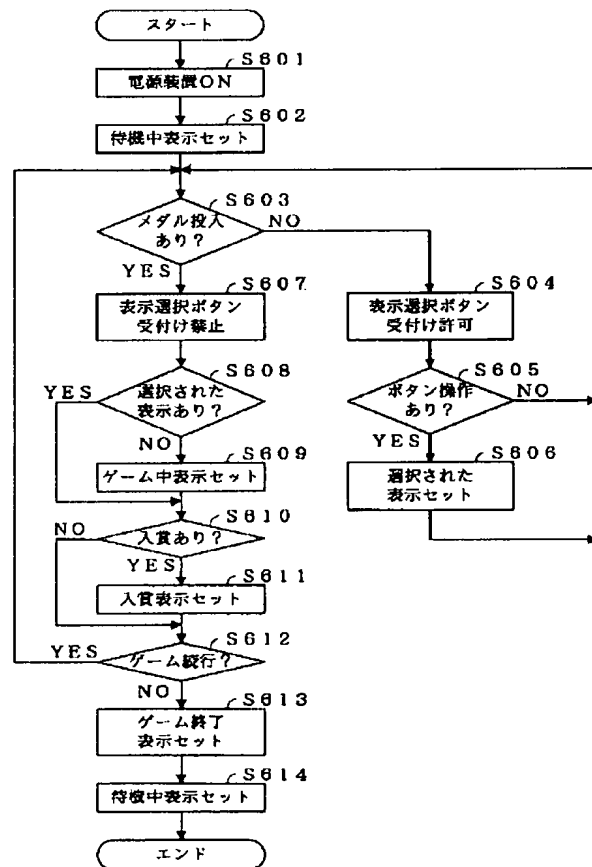 スタート
S601
電源装置ON
S602
待機中表示セット
S603
メダル投入
あり?
NO
YES
S607
表示選択ボタン
受付け禁止
S604
表示選択ボタン
受付け許可
S608
YES
選択された
表示あり?
NO
S605
ボタン操作
あり?
NO
YES
S609
ゲーム中表示セット
S606
選択された
表示セット
S610
NO
入賞あり?
YES
S611
入賞表示セット
S612
YES
ゲーム続行?
NO
S613
ゲーム終了
表示セット
S614
待機中表示セット
エンド